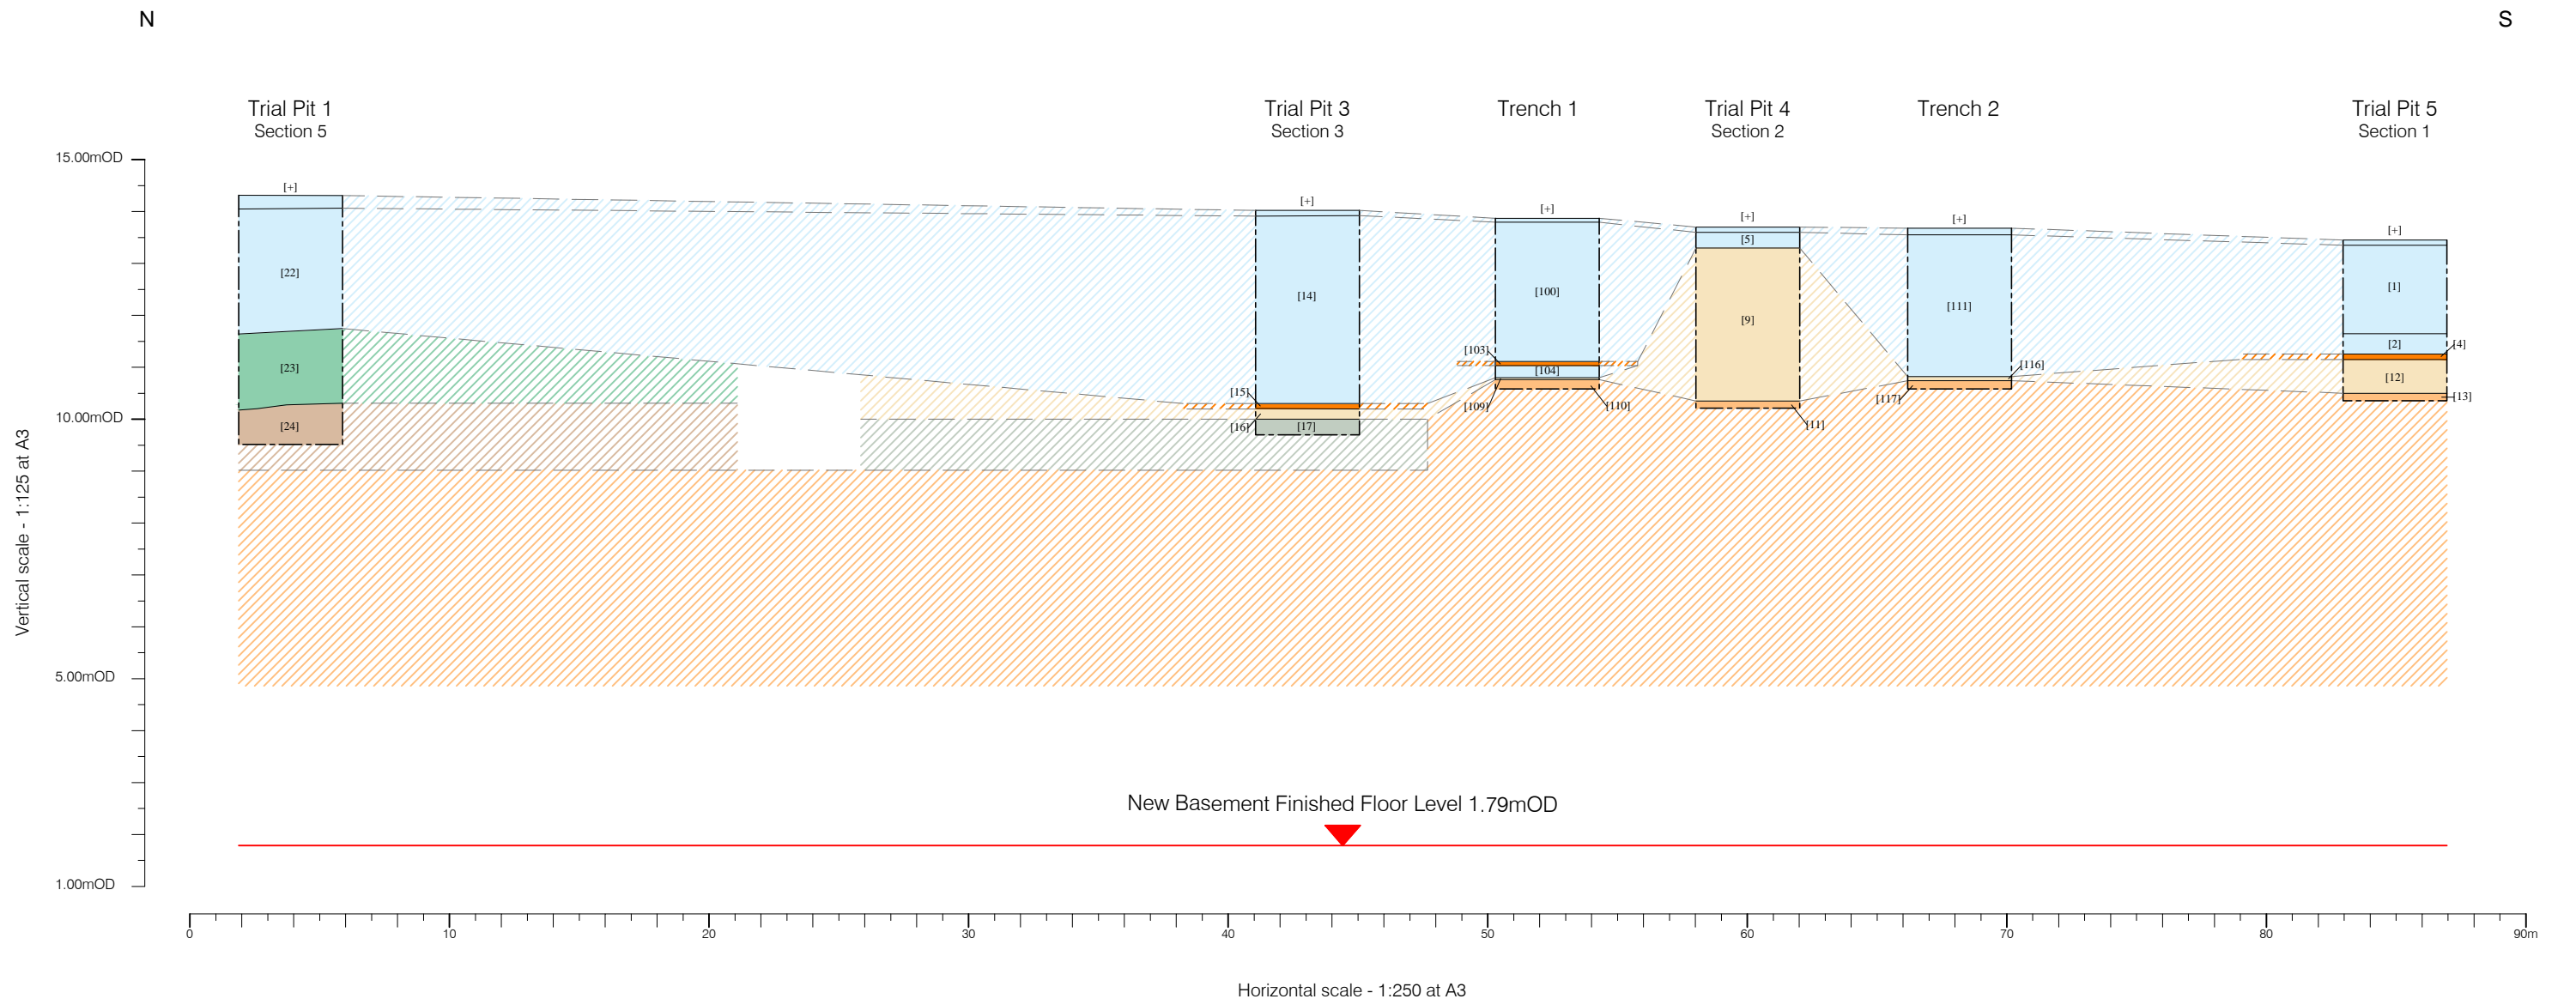 N
S
Trial Pit 1
Section 5
Trial Pit 3
Section 3
Trench 1
Trial Pit 4
Section 2
Trench 2
Trial Pit 5
Section 1
15.00mOD
10.00mOD
5.00mOD
1.00mOD
Vertical scale - 1:125 at A3
[+]
[22]
[23]
[24]
[+]
[14]
[15]
[16]
[17]
[+]
[100]
[103]
[104]
[109]
[110]
[+]
[5]
[9]
[11]
[+]
[111]
[116]
[117]
[+]
[1]
[2]
[4]
[12]
[13]
New Basement Finished Floor Level 1.79mOD
0
10
20
30
40
50
60
70
80
90m
Horizontal scale - 1:250 at A3